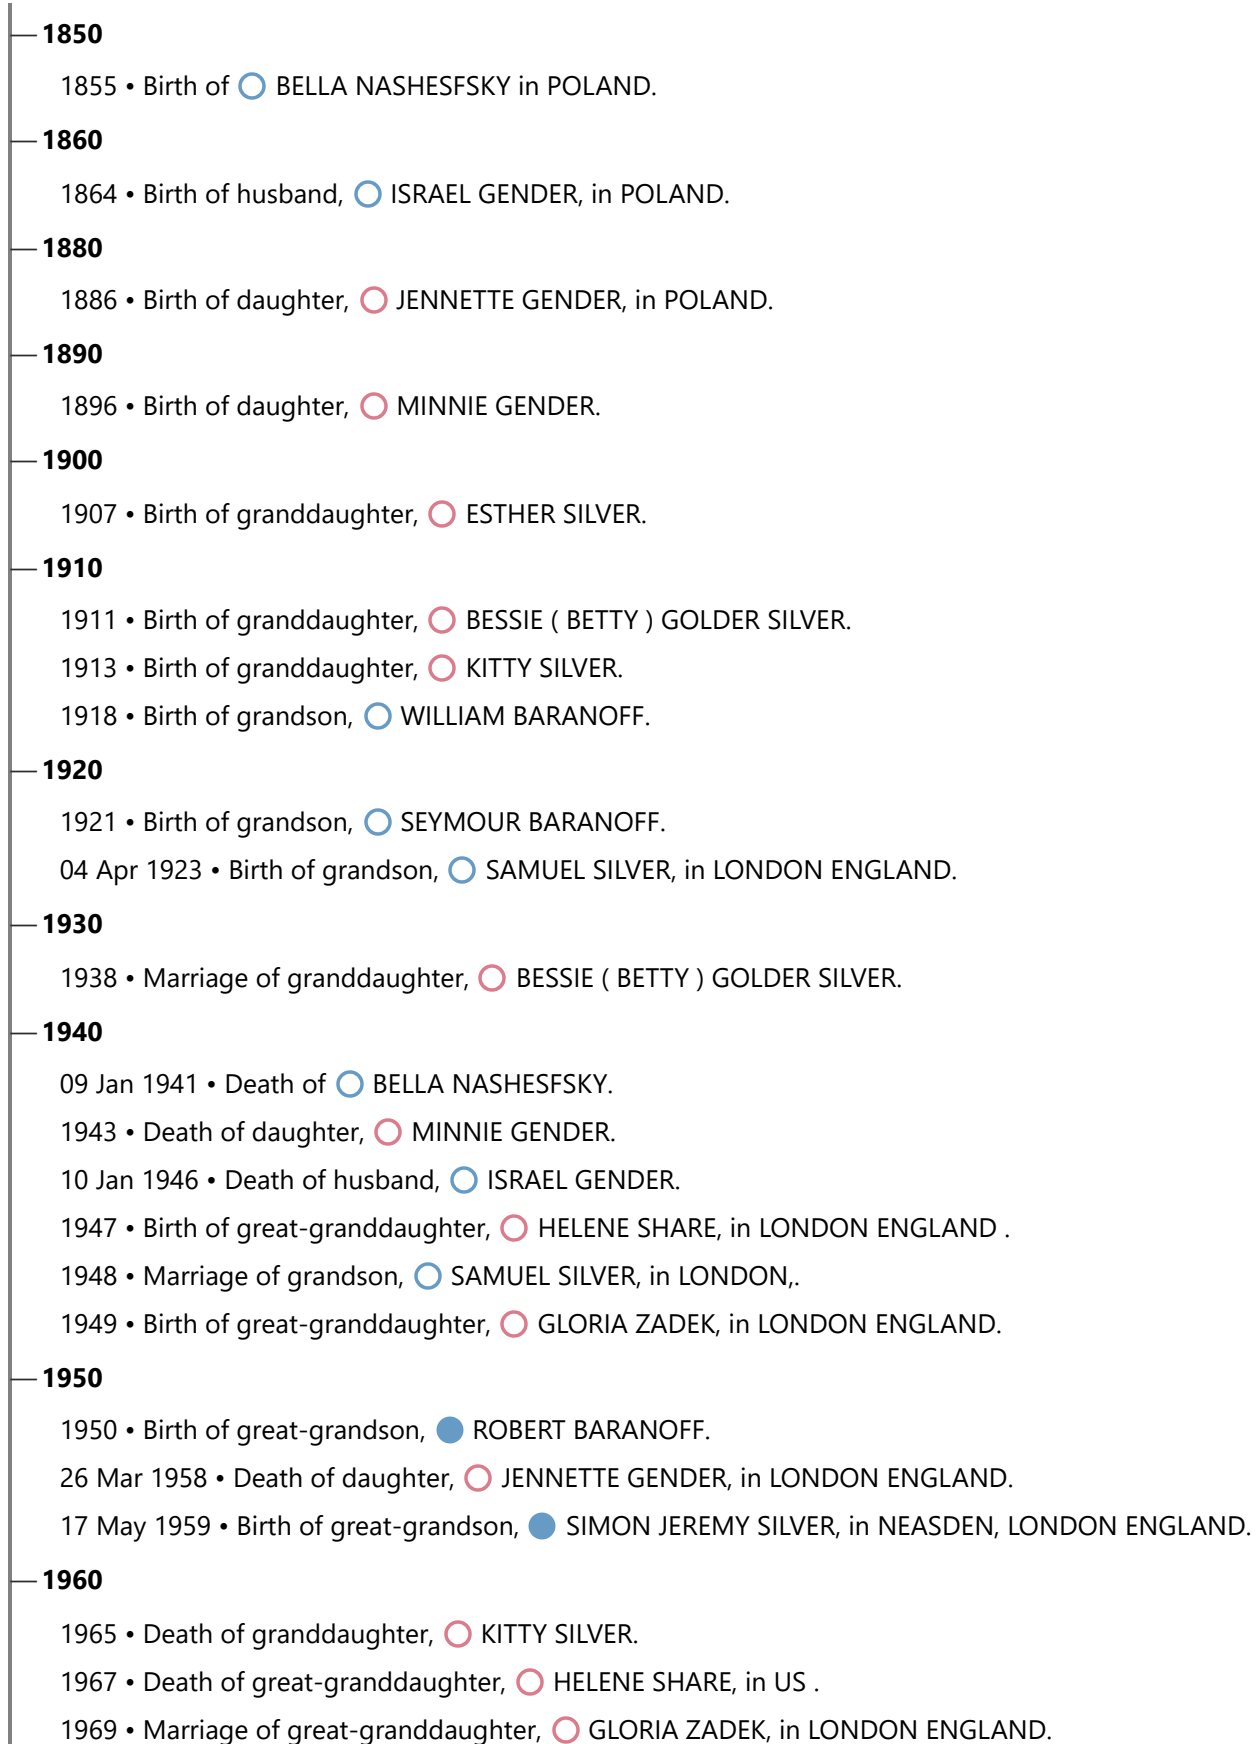 1850
1855 • Birth of BELLA NASHESFSKY in POLAND.
1860
1864 • Birth of husband, ISRAEL GENDER, in POLAND.
1880
1886 • Birth of daughter, JENNETTE GENDER, in POLAND.
1890
1896 • Birth of daughter, MINNIE GENDER.
1900
1907 • Birth of granddaughter, ESTHER SILVER.
1910
1911 • Birth of granddaughter, BESSIE ( BETTY ) GOLDER SILVER.
1913 • Birth of granddaughter, KITTY SILVER.
1918 • Birth of grandson, WILLIAM BARANOFF.
1920
1921 • Birth of grandson, SEYMOUR BARANOFF.
04 Apr 1923 • Birth of grandson, SAMUEL SILVER, in LONDON ENGLAND.
1930
1938 • Marriage of granddaughter, BESSIE ( BETTY ) GOLDER SILVER.
1940
09 Jan 1941 • Death of BELLA NASHESFSKY.
1943 • Death of daughter, MINNIE GENDER.
10 Jan 1946 • Death of husband, ISRAEL GENDER.
1947 • Birth of great-granddaughter, HELENE SHARE, in LONDON ENGLAND .
1948 • Marriage of grandson, SAMUEL SILVER, in LONDON,.
1949 • Birth of great-granddaughter, GLORIA ZADEK, in LONDON ENGLAND.
1950
1950 • Birth of great-grandson, ROBERT BARANOFF.
26 Mar 1958 • Death of daughter, JENNETTE GENDER, in LONDON ENGLAND.
17 May 1959 • Birth of great-grandson, SIMON JEREMY SILVER, in NEASDEN, LONDON ENGLAND.
1960
1965 • Death of granddaughter, KITTY SILVER.
1967 • Death of great-granddaughter, HELENE SHARE, in US .
1969 • Marriage of great-granddaughter, GLORIA ZADEK, in LONDON ENGLAND.